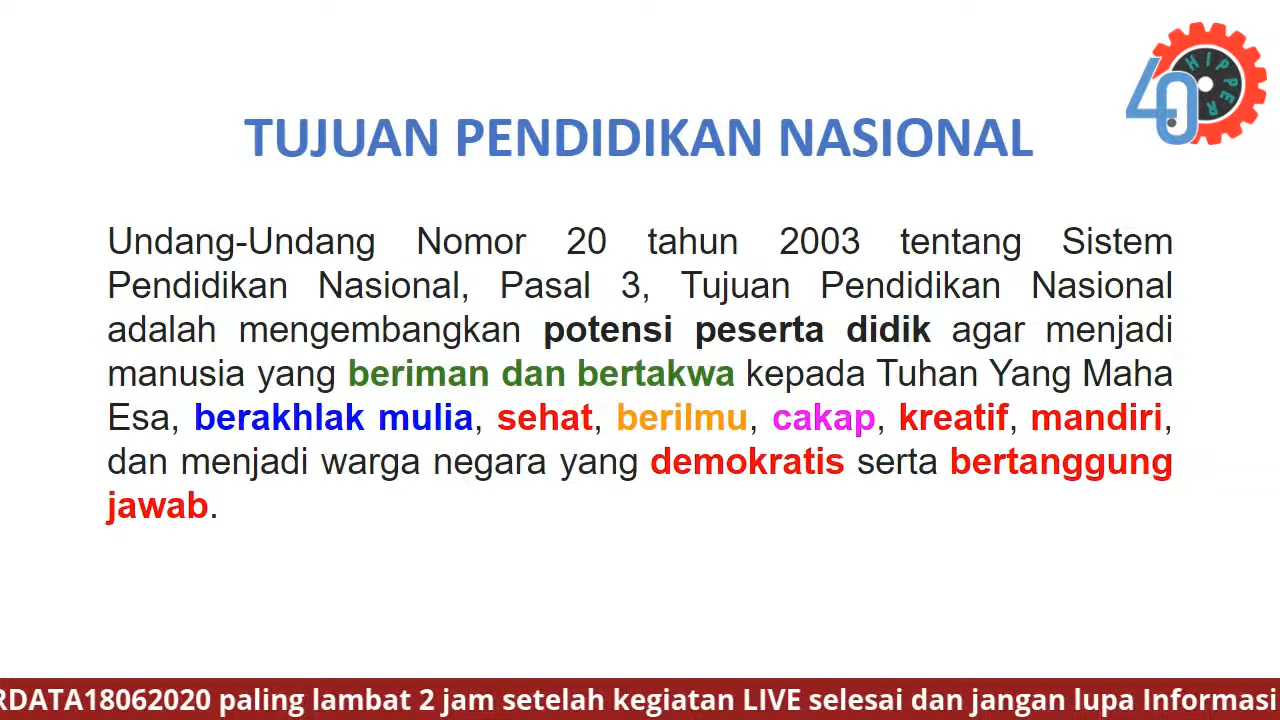 40
HIPPER
TUJUAN PENDIDIKAN NASIONAL
Undang-Undang Nomor 20 tahun 2003 tentang Sistem
Pendidikan Nasional, Pasal 3, Tujuan Pendidikan Nasional
adalah mengembangkan potensi peserta didik agar menjadi
manusia yang beriman dan bertakwa kepada Tuhan Yang Maha
Esa, berakhlak mulia, sehat, berilmu, cakap, kreatif, mandiri,
dan menjadi warga negara yang demokratis serta bertanggung
jawab.
RDATA18062020 paling lambat 2 jam setelah kegiatan LIVE selesai dan jangan lupa Informasi